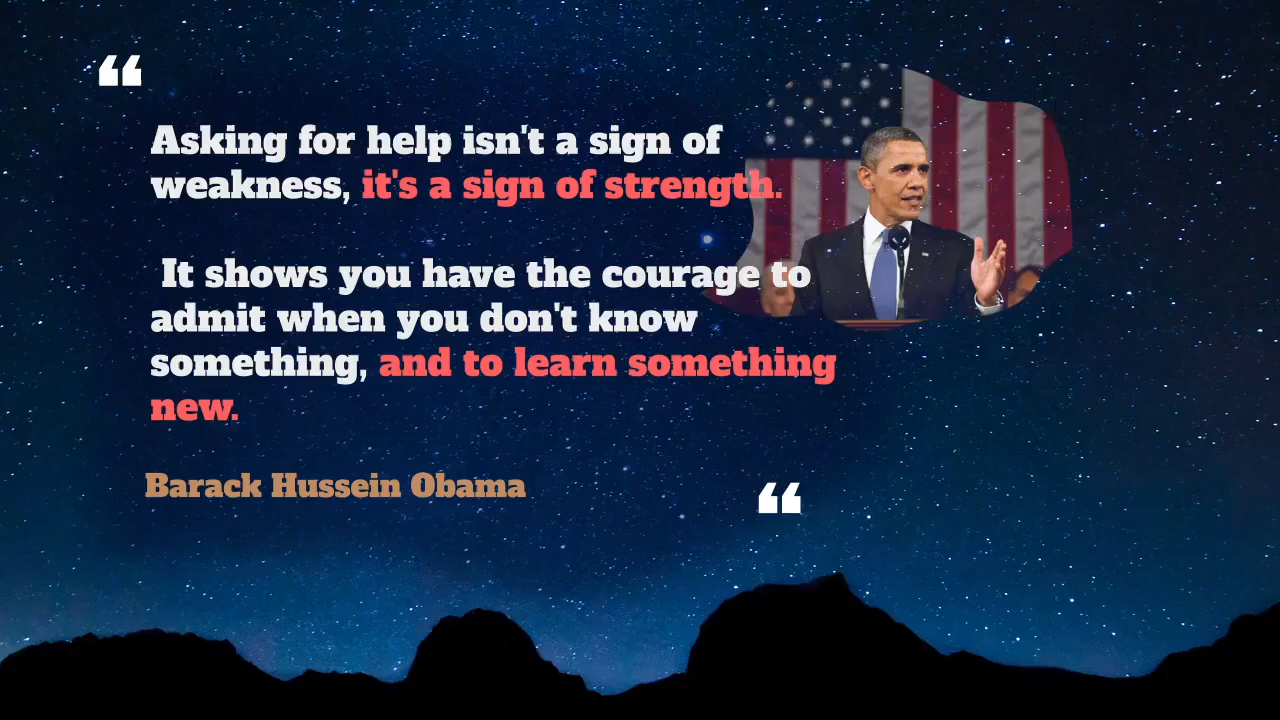 ❝
Asking for help isn't a sign of
weakness, it's a sign of strength.
It shows you have the courage to
admit when you don't know
something, and to learn something
new.
Barack Hussein Obama
❝